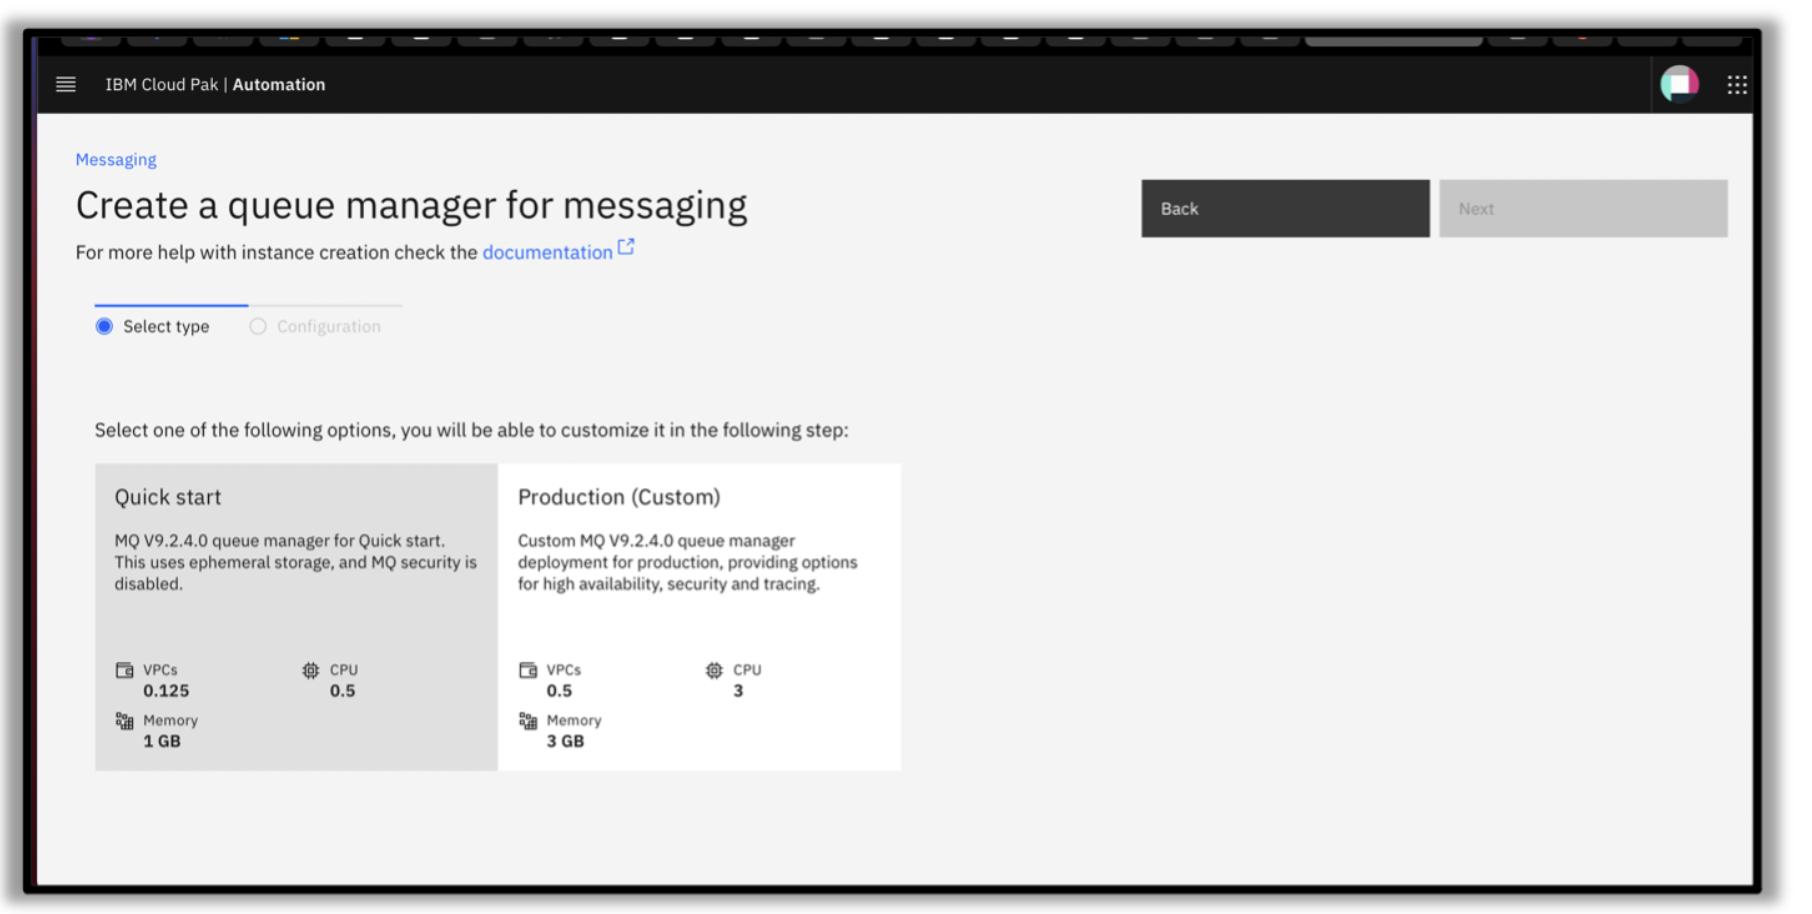 IBM Cloud Pak | Automation
Messaging
Create a queue manager for messaging
Back
Next
For more help with instance creation check the documentation
Select type
Configuration
Select one of the following options, you will be able to customize it in the following step:
Quick start
MQ V9.2.4.0 queue manager for Quick start.
This uses ephemeral storage, and MQ security is
disabled.
VPCs
0.125
CPU
0.5
Memory
1 GB
Production (Custom)
Custom MQ V9.2.4.0 queue manager
deployment for production, providing options
for high availability, security and tracing.
VPCs
0.5
CPU
3
Memory
3 GB